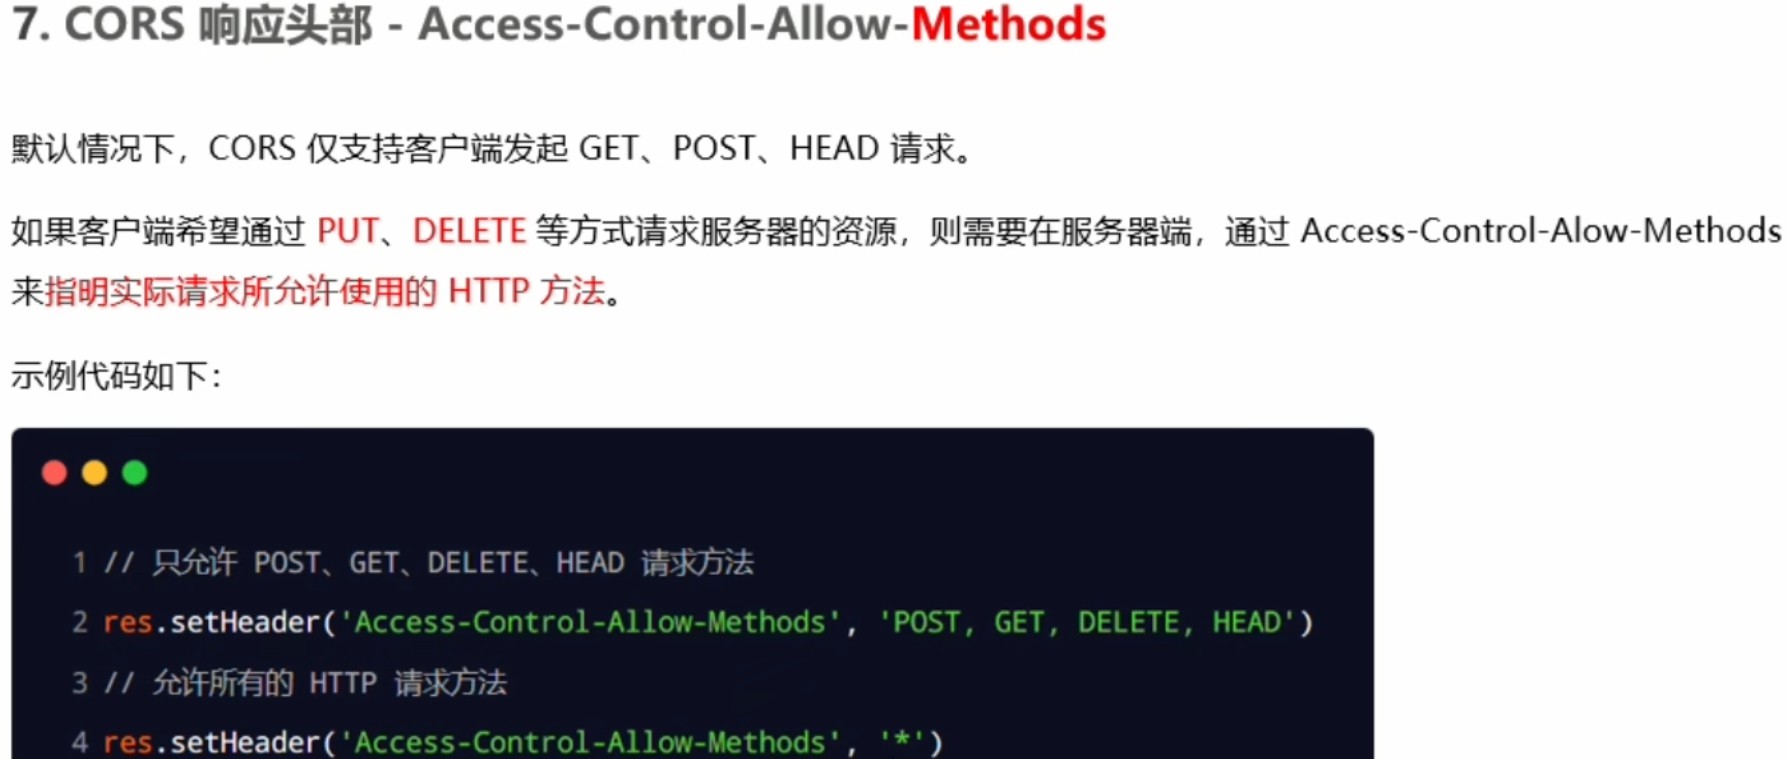 7. CORS 响应头部 - Access-Control-Allow-Methods
默认情况下，CORS 仅支持客户端发起 GET、POST、HEAD 请求。
如果客户端希望通过 PUT、DELETE 等方式请求服务器的资源，则需要在服务器端，通过 Access-Control-Alow-Methods
来指明实际请求所允许使用的 HTTP 方法。
示例代码如下：
1 // 只允许 POST、GET、DELETE、HEAD 请求方法
2 res.setHeader('Access-Control-Allow-Methods', 'POST, GET, DELETE, HEAD')
3 // 允许所有的 HTTP 请求方法
4 res.setHeader('Access-Control-Allow-Methods', '*')